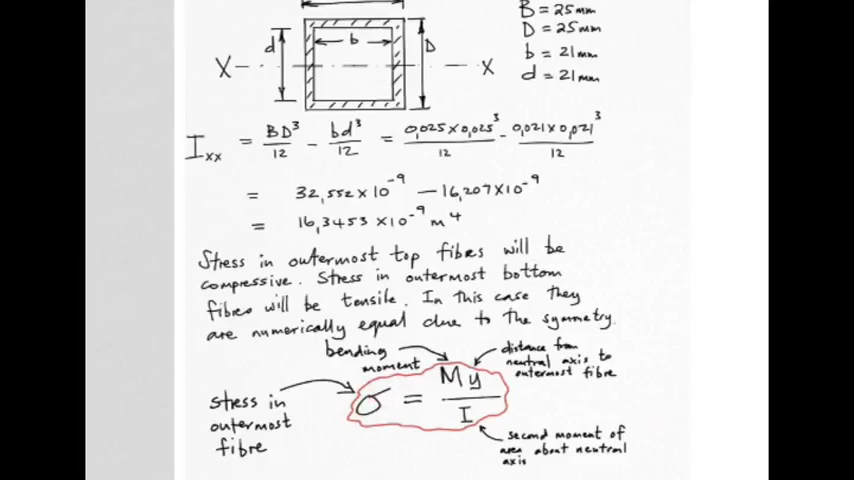 B = 25mm
D = 25mm
b = 21mm
d = 21mm
d b D
X X
Ixx = BD³/12 - bd³/12 = 0,025 x 0,025³/12 - 0,021 x 0,021³/12
= 32,552 x 10⁻⁹ - 16,207 x 10⁻⁹
= 16,3453 x 10⁻⁹ m⁴
Stress in outermost top fibres will be
compressive. Stress in outermost bottom
fibres will be tensile. In this case they
are numerically equal due to the symmetry.
bending
moment
distance from
neutral axis to
outermost fibre
σ = My/I
stress in
outermost
fibre
second moment of
area about neutral
axis